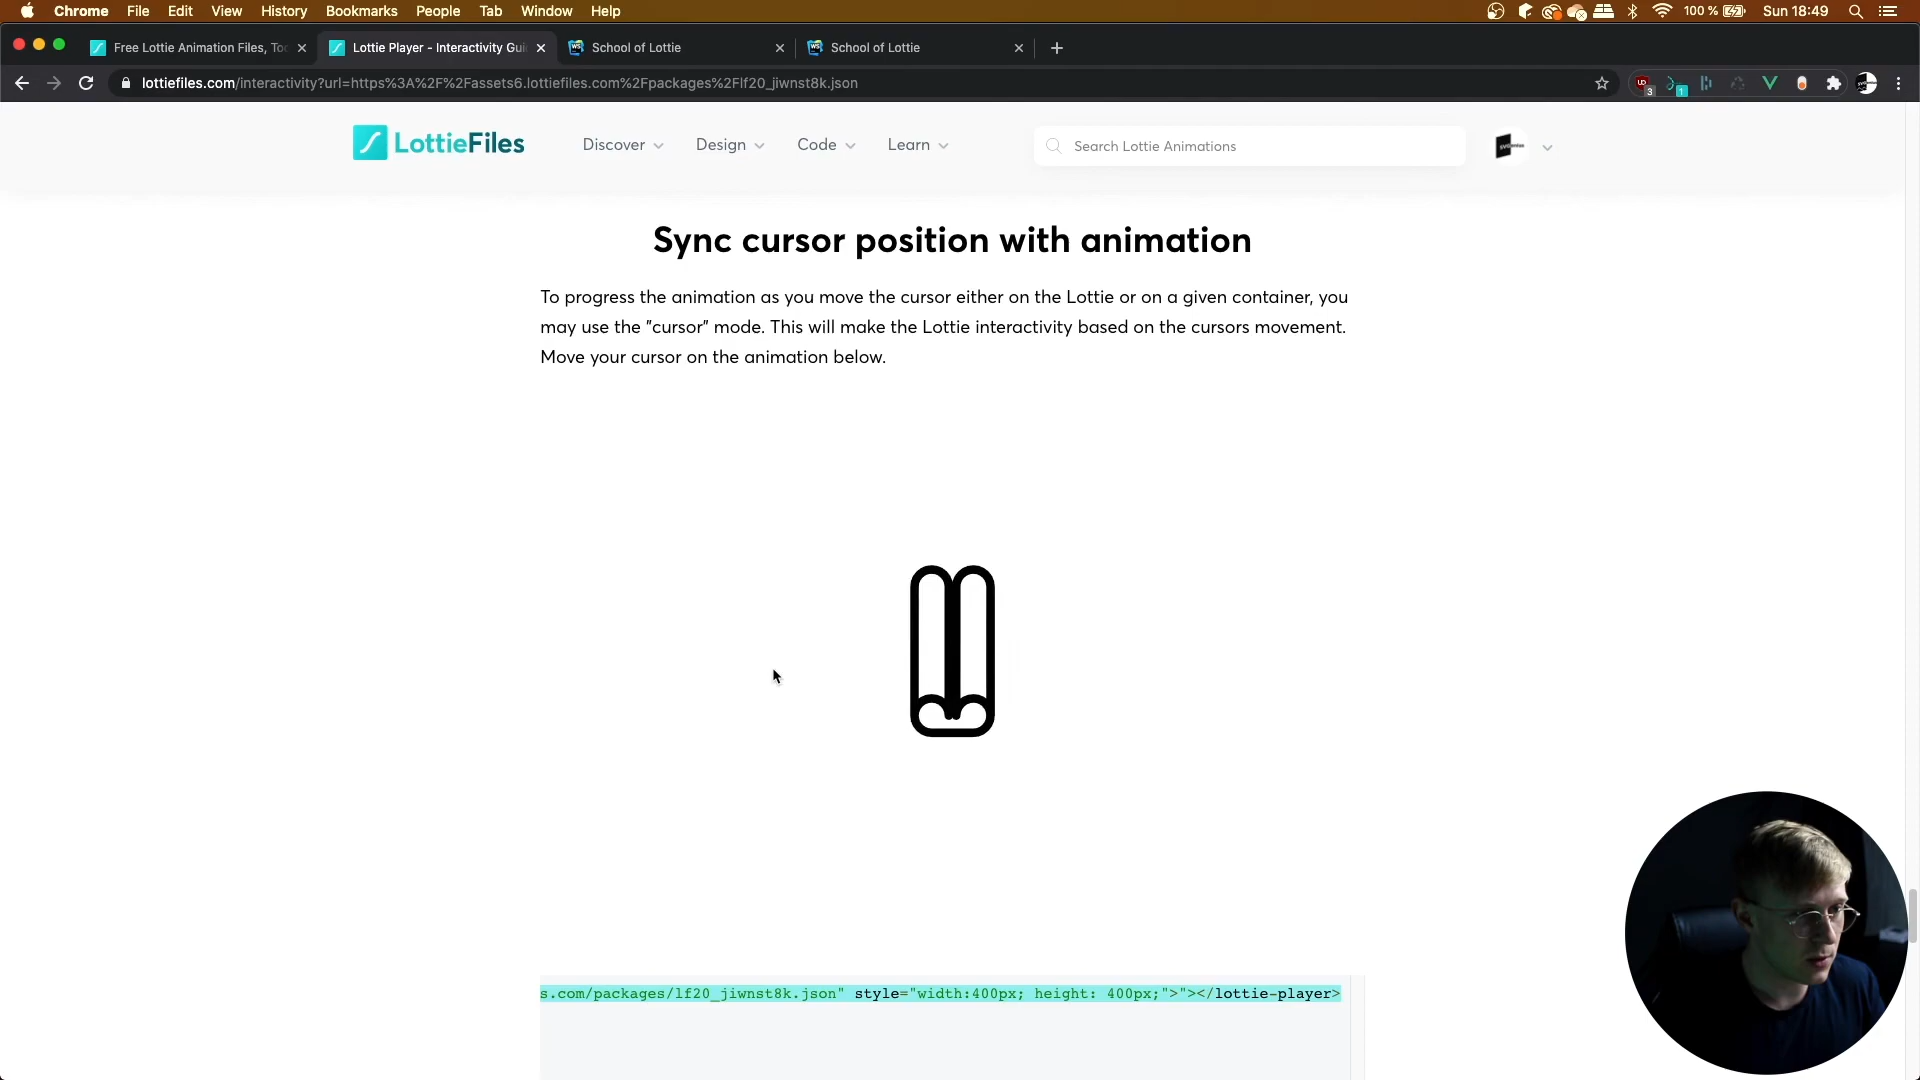 Chrome File Edit View History Bookmarks People Tab Window Help 100 % Sun 18:49
Free Lottie Animation Files, Too Lottie Player - Interactivity Gui School of Lottie School of Lottie
lottiefiles.com/interactivity?url=https%3A%2F%2Fassets6.lottiefiles.com%2Fpackages%2Flf20_jiwnst8k.json
3 1
LottieFiles Discover Design Code Learn Search Lottie Animations
Sync cursor position with animation
To progress the animation as you move the cursor either on the Lottie or on a given container, you
may use the "cursor" mode. This will make the Lottie interactivity based on the cursors movement.
Move your cursor on the animation below.
s.com/packages/lf20_jiwnst8k.json" style="width:400px; height: 400px;">"></lottie-player>